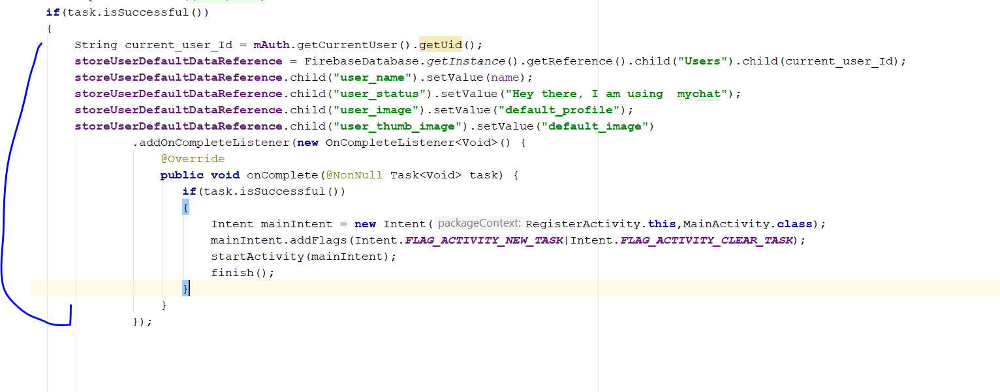 if(task.isSuccessful())
{
String current_user_Id = mAuth.getCurrentUser().getUid();
storeUserDefaultDataReference = FirebaseDatabase.getInstance().getReference().child("Users").child(current_user_Id);
storeUserDefaultDataReference.child("user_name").setValue(name);
storeUserDefaultDataReference.child("user_status").setValue("Hey there, I am using  mychat");
storeUserDefaultDataReference.child("user_image").setValue("default_profile");
storeUserDefaultDataReference.child("user_thumb_image").setValue("default_image")
.addOnCompleteListener(new OnCompleteListener<Void>() {
@Override
public void onComplete(@NonNull Task<Void> task) {
if(task.isSuccessful())
{
Intent mainIntent = new Intent( packageContext: RegisterActivity.this,MainActivity.class);
mainIntent.addFlags(Intent.FLAG_ACTIVITY_NEW_TASK|Intent.FLAG_ACTIVITY_CLEAR_TASK);
startActivity(mainIntent);
finish();
}
}
});